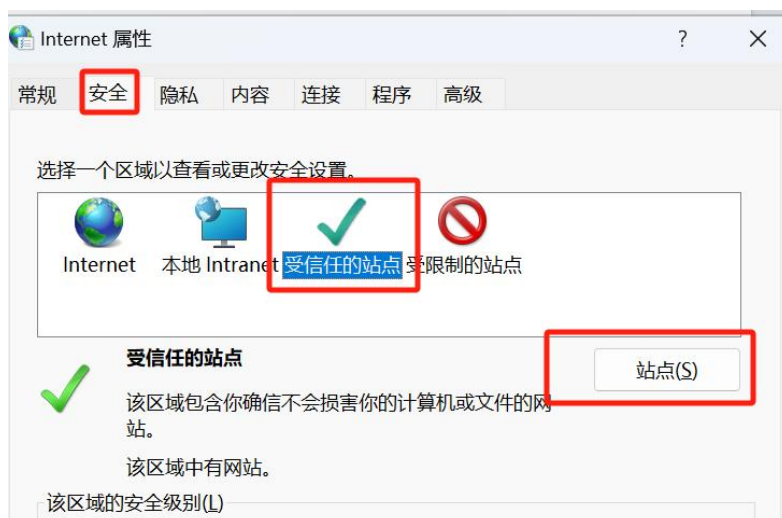 Internet 属性
?
常规 安全 隐私 内容 连接 程序 高级
选择一个区域以查看或更改安全设置。
Internet 本地 Intranet 受信任的站点 受限制的站点
受信任的站点
站点(S)
该区域包含你确信不会损害你的计算机或文件的网
站。
该区域中有网站。
该区域的安全级别(L)